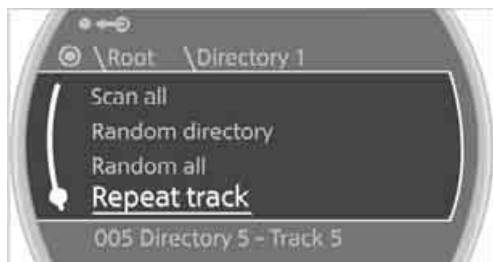 \Root \Directory 1
Scan all
Random directory
Random all
Repeat track
005 Directory 5 - Track 5